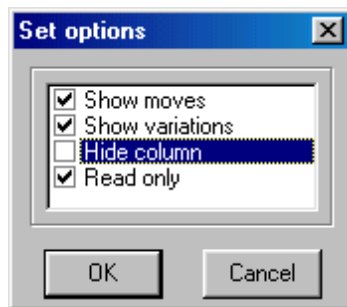 Set options
Show moves
Show variations
Hide column
Read only
OK
Cancel